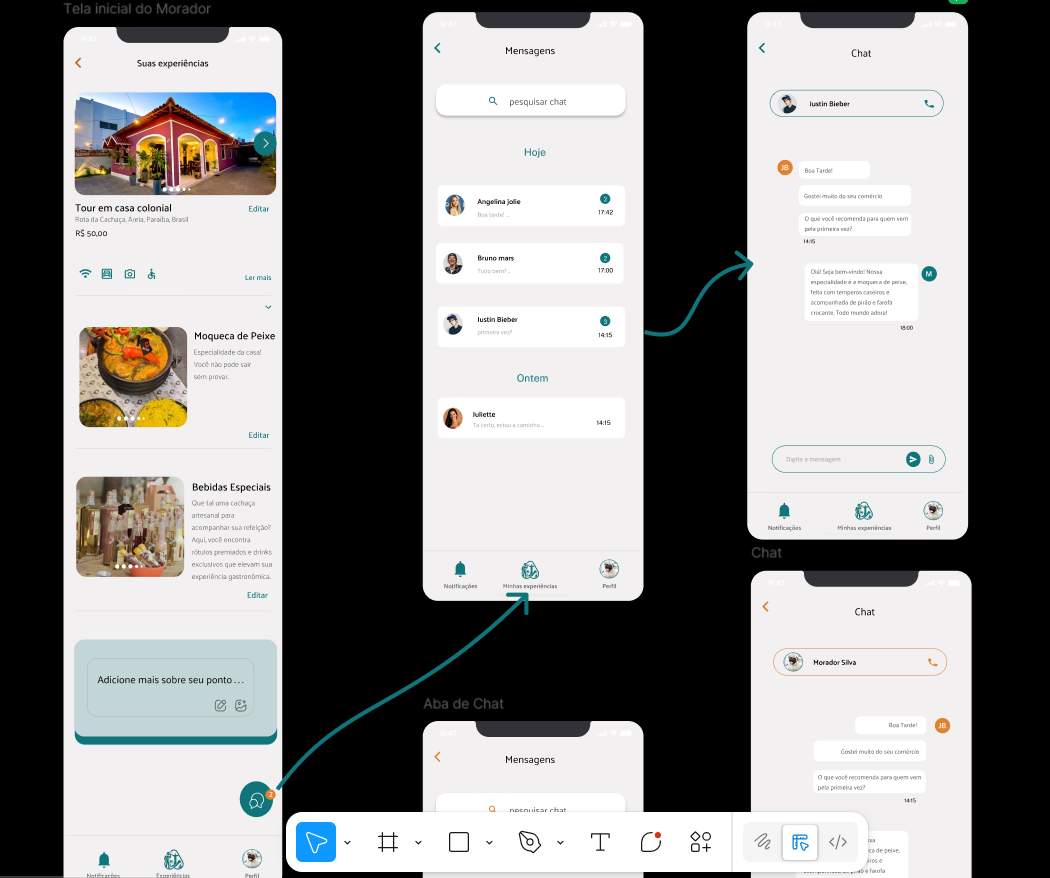 Tela inicial do Morador
9:41
Suas experiências
Tour em casa colonial
Editar
Rota da Cachaça, Areia, Paraíba, Brasil
R$ 50,00
Ler mais
Moqueca de Peixe
Especialidade da casa!
Você não pode sair
sem provar.
Editar
Bebidas Especiais
Que tal uma cachaça
artesanal para
acompanhar sua refeição?
Aqui, você encontra
rótulos premiados e drinks
exclusivos que elevam sua
experiência gastronômica.
Editar
Adicione mais sobre seu ponto ...
2
Notificações
Experiências
Perfil
9:41
Mensagens
pesquisar chat
Hoje
Angelina jolie
2
Boa tarde! ...
17:42
Bruno mars
2
Tudo bem? ...
17:00
Justin Bieber
3
primeira vez?
14:15
Ontem
Juliette
Ta certo, estou a caminho...
14:15
Notificações
Minhas experiências
Perfil
9:41
Chat
Justin Bieber
JB
Boa Tarde!
Gostei muito do seu comércio
O que você recomenda para quem vem
pela primeira vez?
14:15
Olá! Seja bem-vindo! Nossa
M
especialidade é a moqueca de peixe,
feita com temperos caseiros e
acompanhada de pirão e farofa
crocante. Todo mundo adora!
18:00
Digite a mensagem
Notificações
Minhas experiências
Perfil
Aba de Chat
9:41
Mensagens
pesquisar chat
Chat
9:41
Chat
Morador Silva
Boa Tarde!
JB
Gostei muito do seu comércio
O que você recomenda para quem vem
pela primeira vez?
14:15